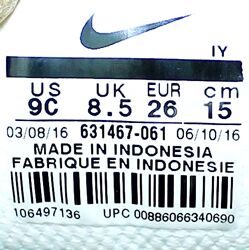 IY
US UK EUR cm
9C 8.5 26 15
03/08/16 631467-061 06/10/16
MADE IN INDONESIA
FABRIQUE EN INDONESIE
106497136 UPC 00886066340690